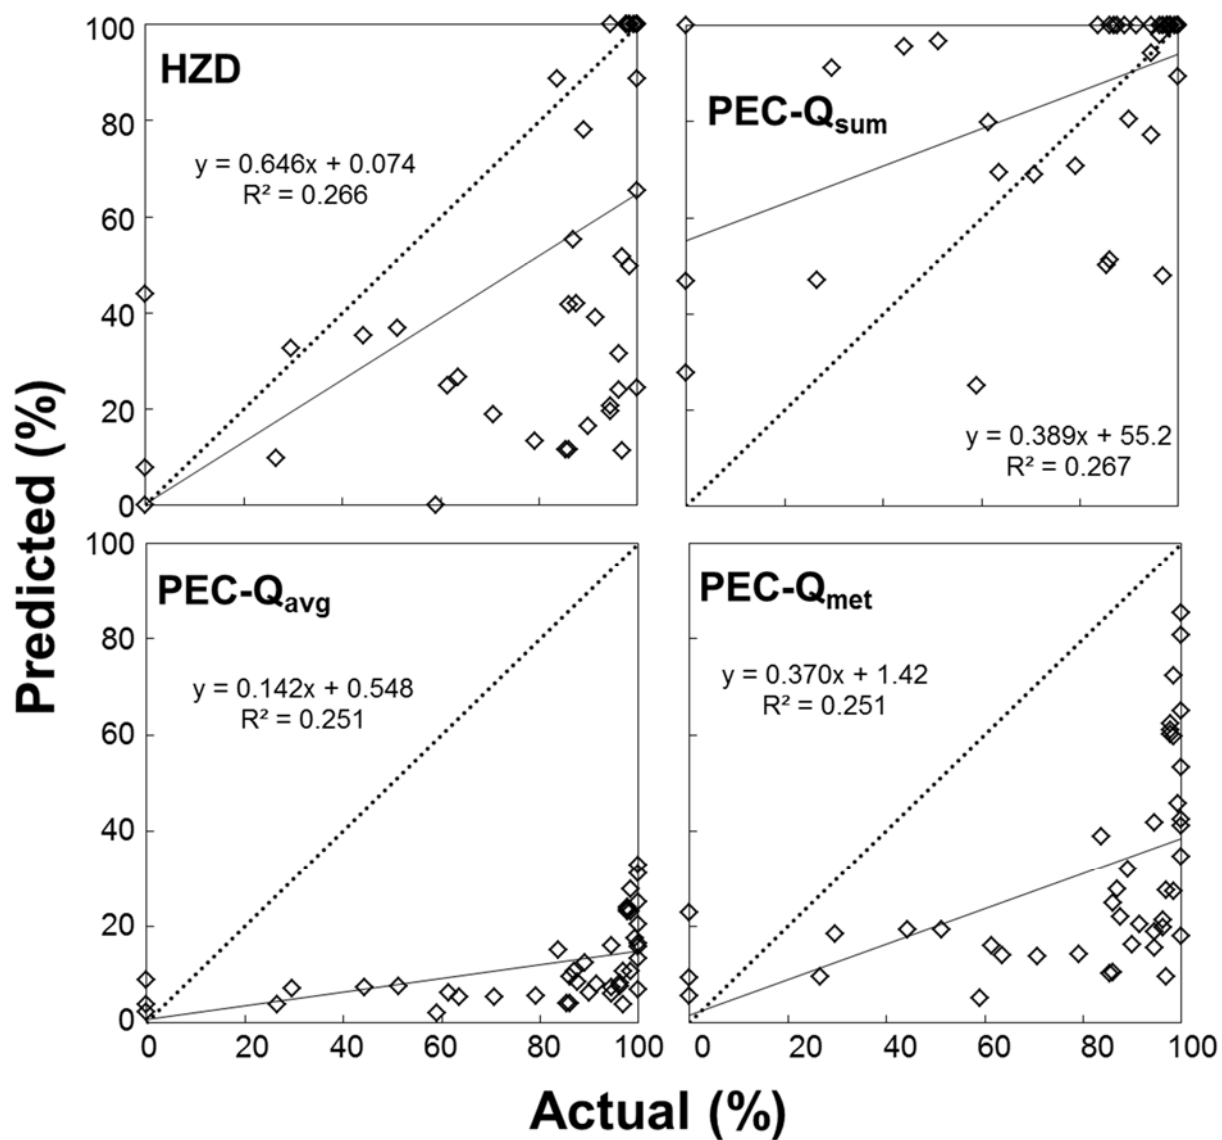 HZD
y = 0.646x + 0.074
R² = 0.266
100
80
60
40
20
0
PEC-Qsum
y = 0.389x + 55.2
R² = 0.267
PEC-Qavg
y = 0.142x + 0.548
R² = 0.251
100
80
60
40
20
0
0 20 40 60 80 100
PEC-Qmet
y = 0.370x + 1.42
R² = 0.251
0 20 40 60 80 100
Predicted (%)
Actual (%)